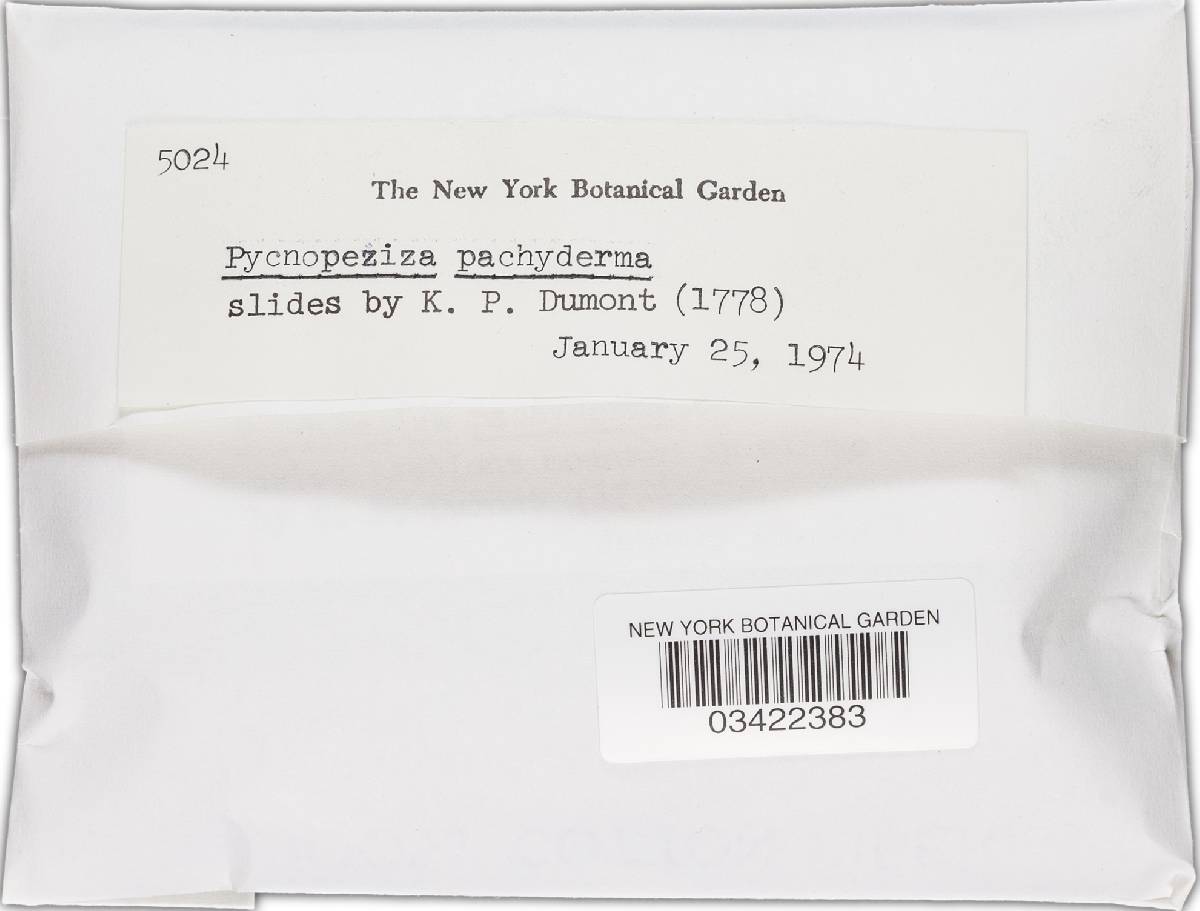 5024
The New York Botanical Garden
Pycnopeziza pachyderma
slides by K. P. Dumont (1778)
January 25, 1974
NEW YORK BOTANICAL GARDEN
03422383